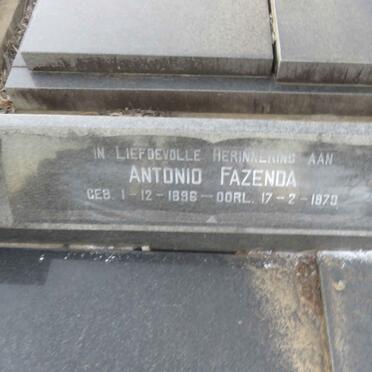 IN LIEFDEVOLLE HERINNERING AAN
ANTONIO FAZENDA
GEB. 1-12-1896 — OORL. 17-2-1970